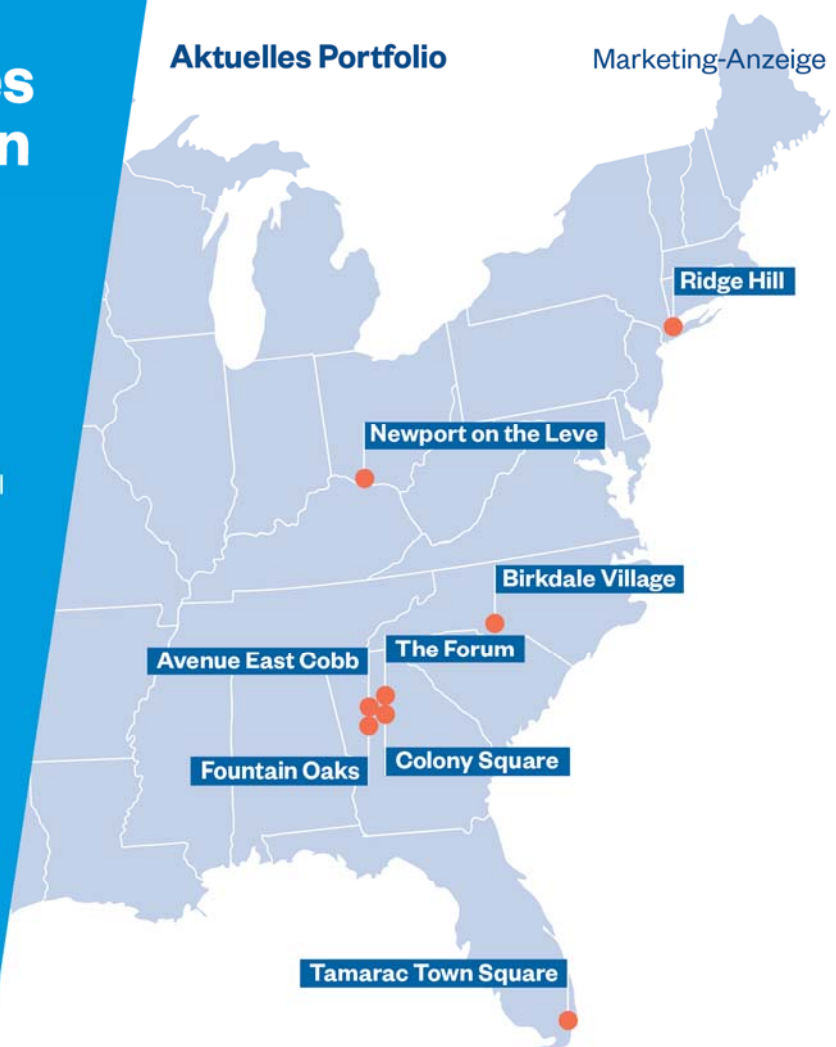 es
n
l
Aktuelles Portfolio
Marketing-Anzeige
Ridge Hill
Newport on the Leve
Birkdale Village
The Forum
Avenue East Cobb
Colony Square
Fountain Oaks
Tamarac Town Square